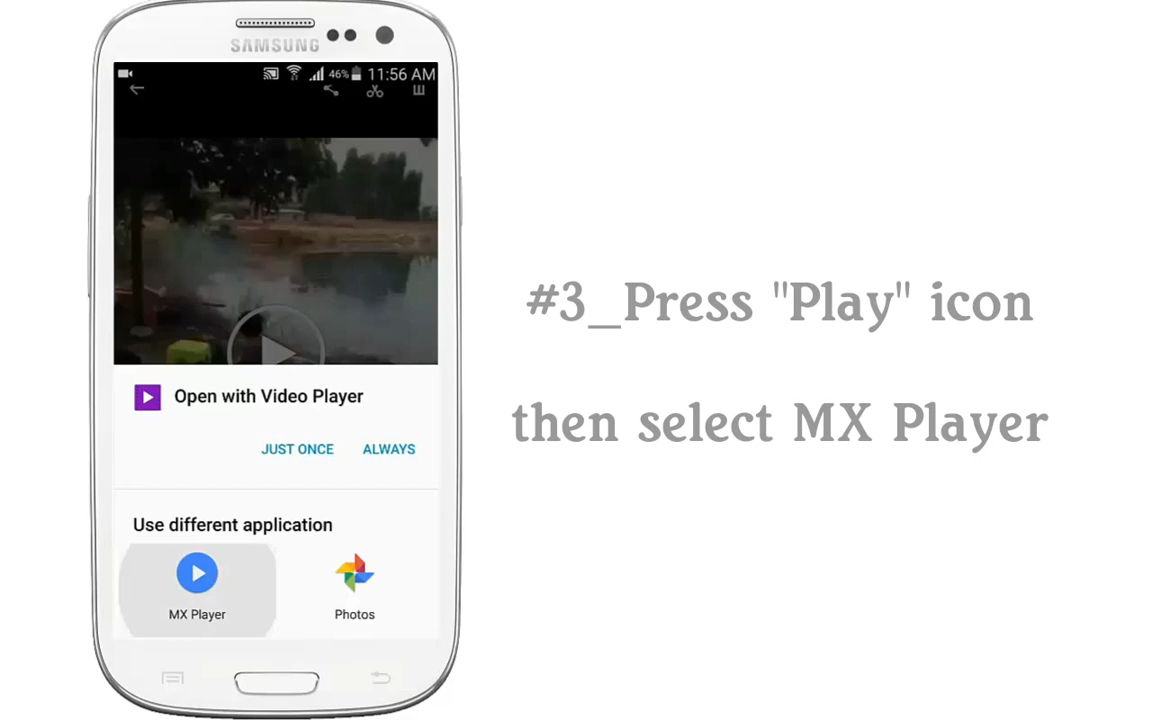 SAMSUNG
46% 11:56 AM
Open with Video Player
JUST ONCE ALWAYS
Use different application
MX Player Photos
#3_Press "Play" icon
then select MX Player